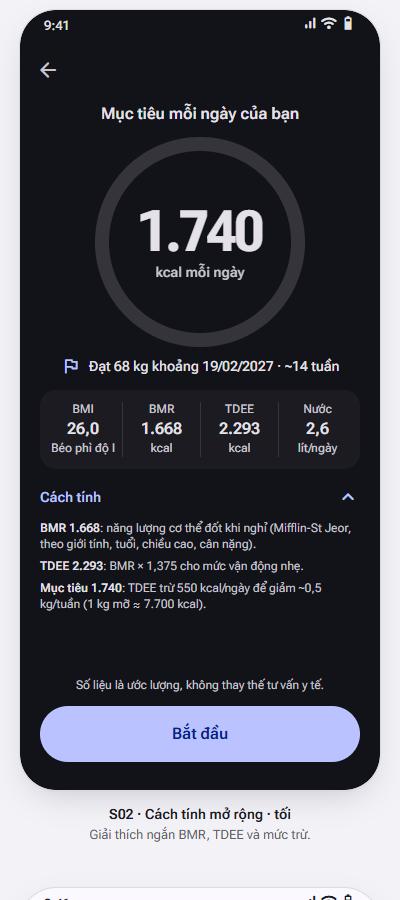 9:41
Mục tiêu mỗi ngày của bạn
1.740
kcal mỗi ngày
Đạt 68 kg khoảng 19/02/2027 · ~14 tuần
BMI BMR TDEE Nước
26,0 1.668 2.293 2,6
Béo phì độ I kcal kcal lít/ngày
Cách tính
BMR 1.668: năng lượng cơ thể đốt khi nghỉ (Mifflin-St Jeor,
theo giới tính, tuổi, chiều cao, cân nặng).
TDEE 2.293: BMR × 1,375 cho mức vận động nhẹ.
Mục tiêu 1.740: TDEE trừ 550 kcal/ngày để giảm ~0,5
kg/tuần (1 kg mỡ ≈ 7.700 kcal).
Số liệu là ước lượng, không thay thế tư vấn y tế.
Bắt đầu
S02 · Cách tính mở rộng · tối
Giải thích ngắn BMR, TDEE và mức trừ.